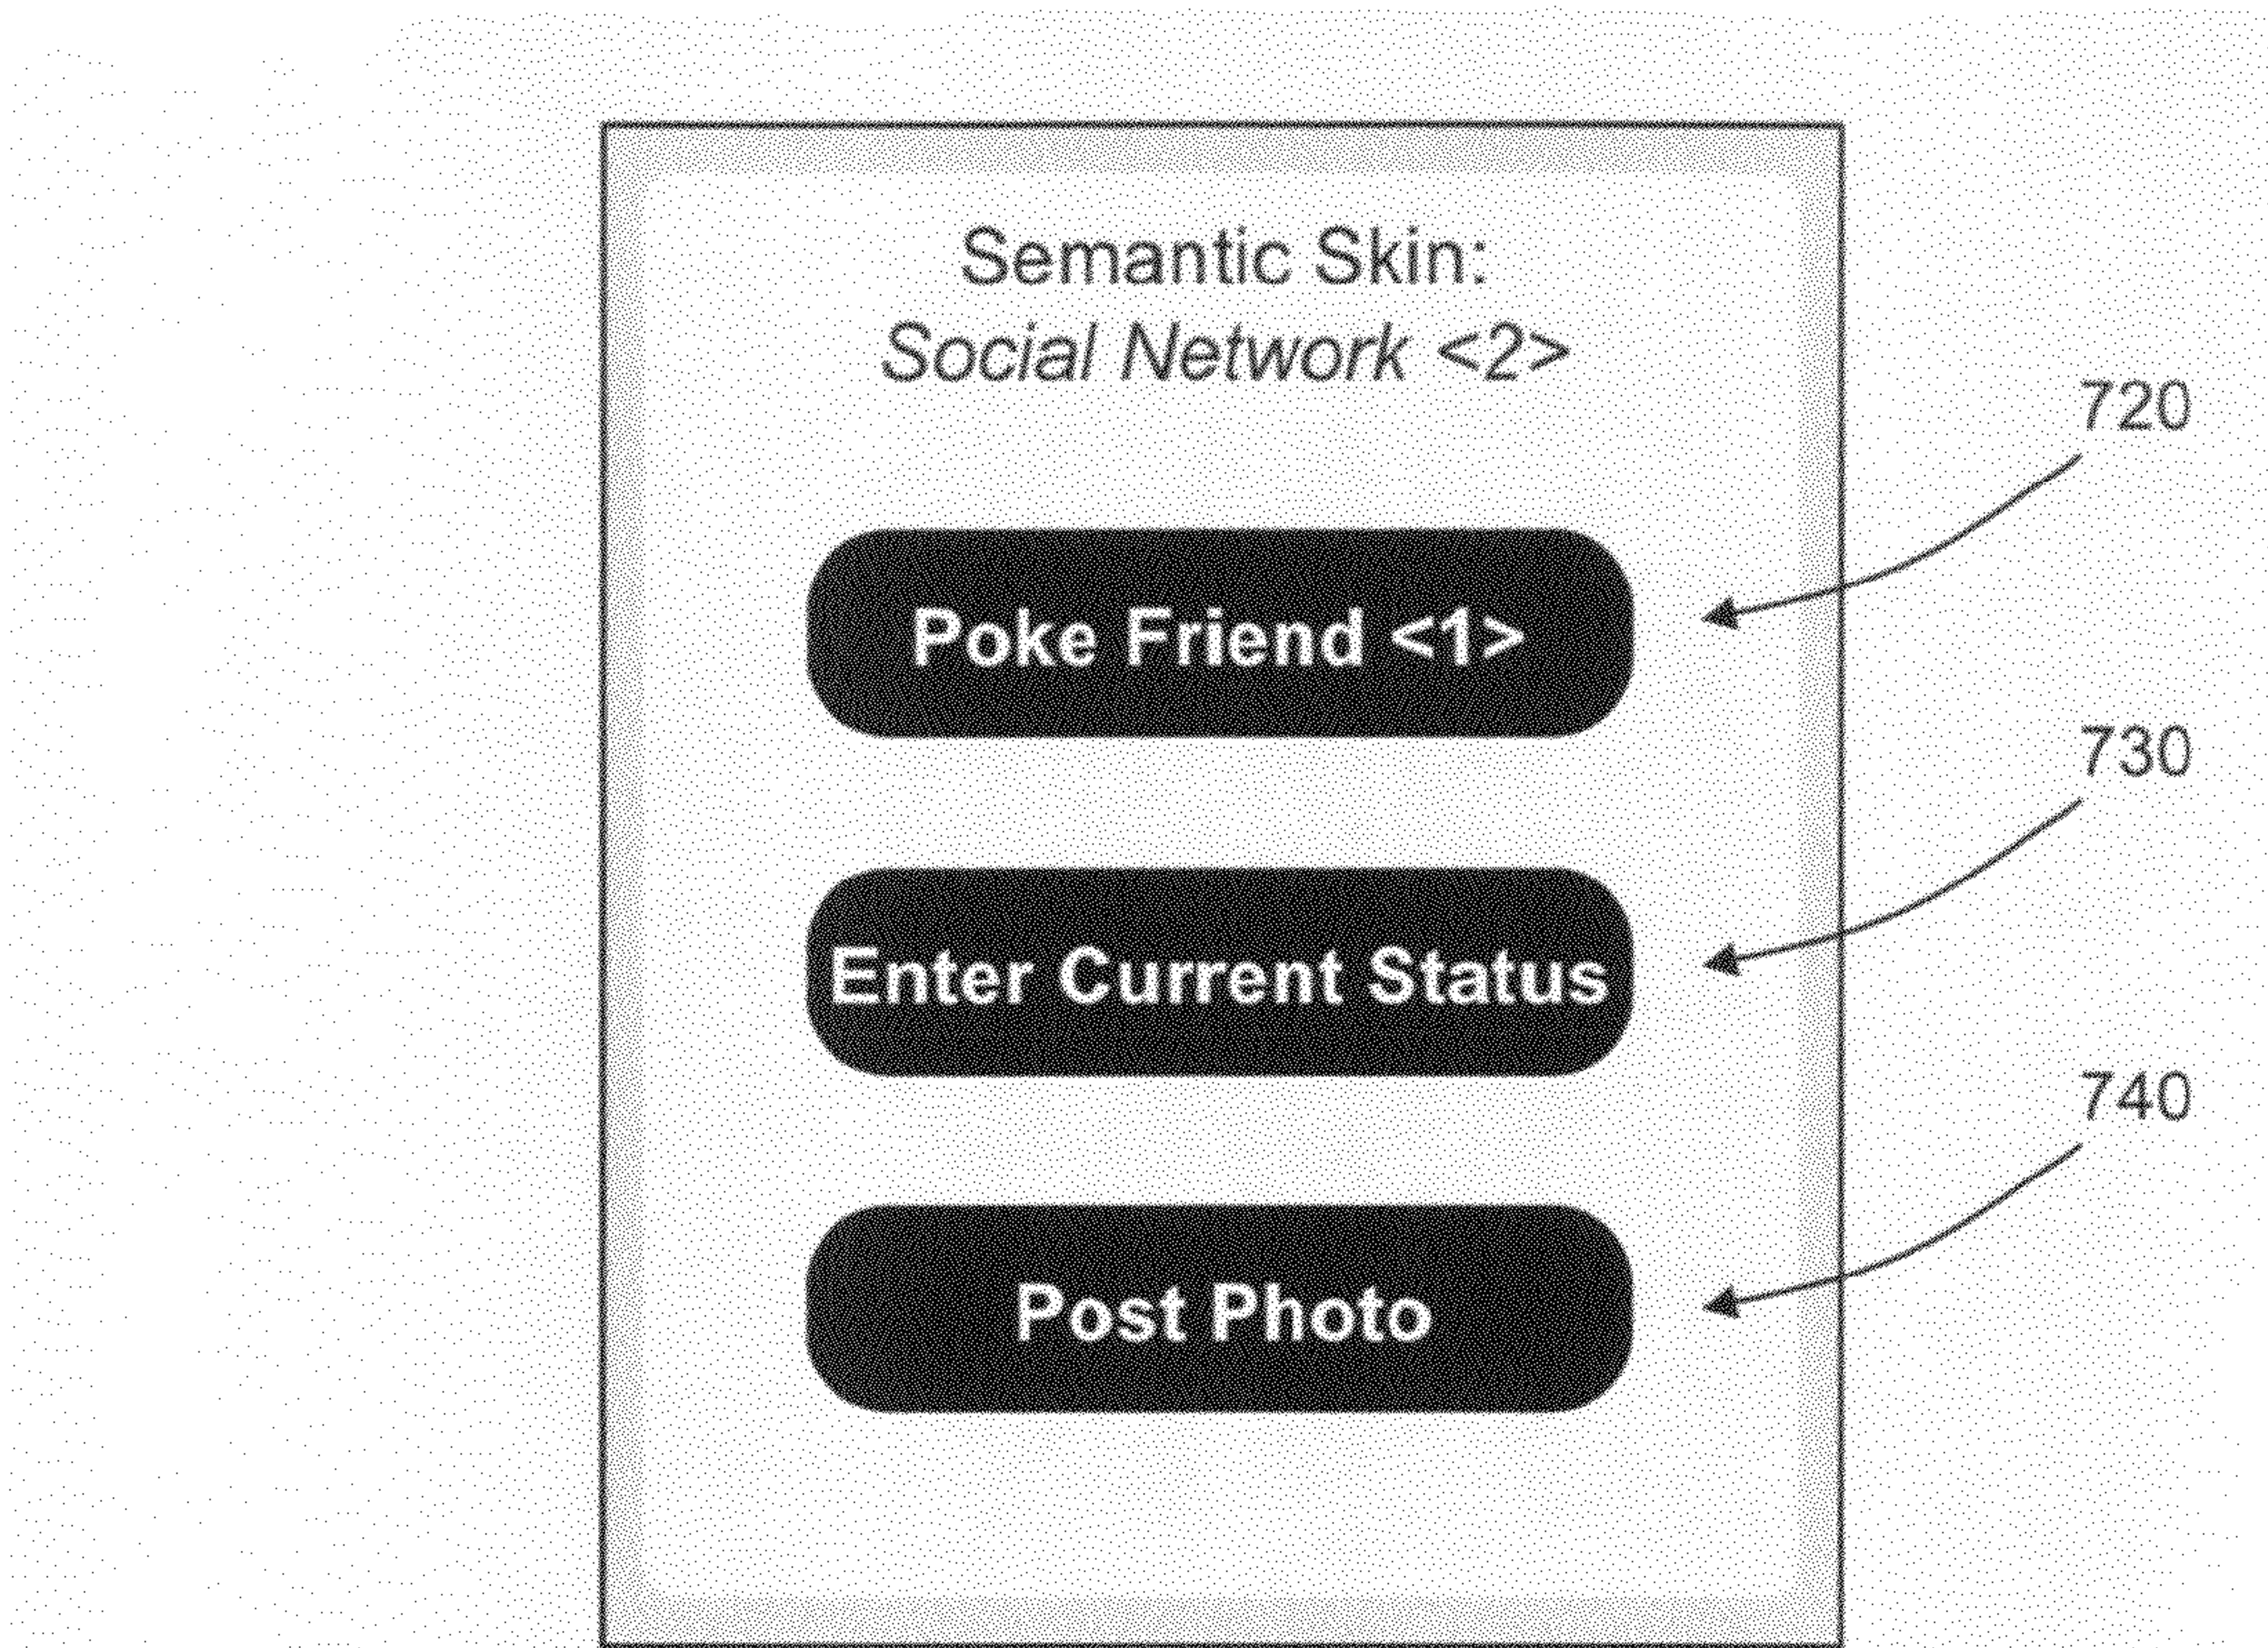 Semantic Skin:
Social Network <2>
720
Poke Friend <1>
730
Enter Current Status
740
Post Photo